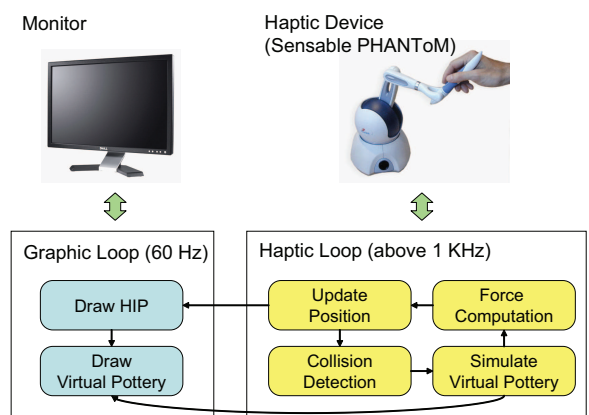 Monitor
Haptic Device
(Sensable PHANToM)
DELL
Graphic Loop (60 Hz)
Haptic Loop (above 1 KHz)
Draw HIP
Update
Position
Force
Computation
Draw
Virtual Pottery
Collision
Detection
Simulate
Virtual Pottery